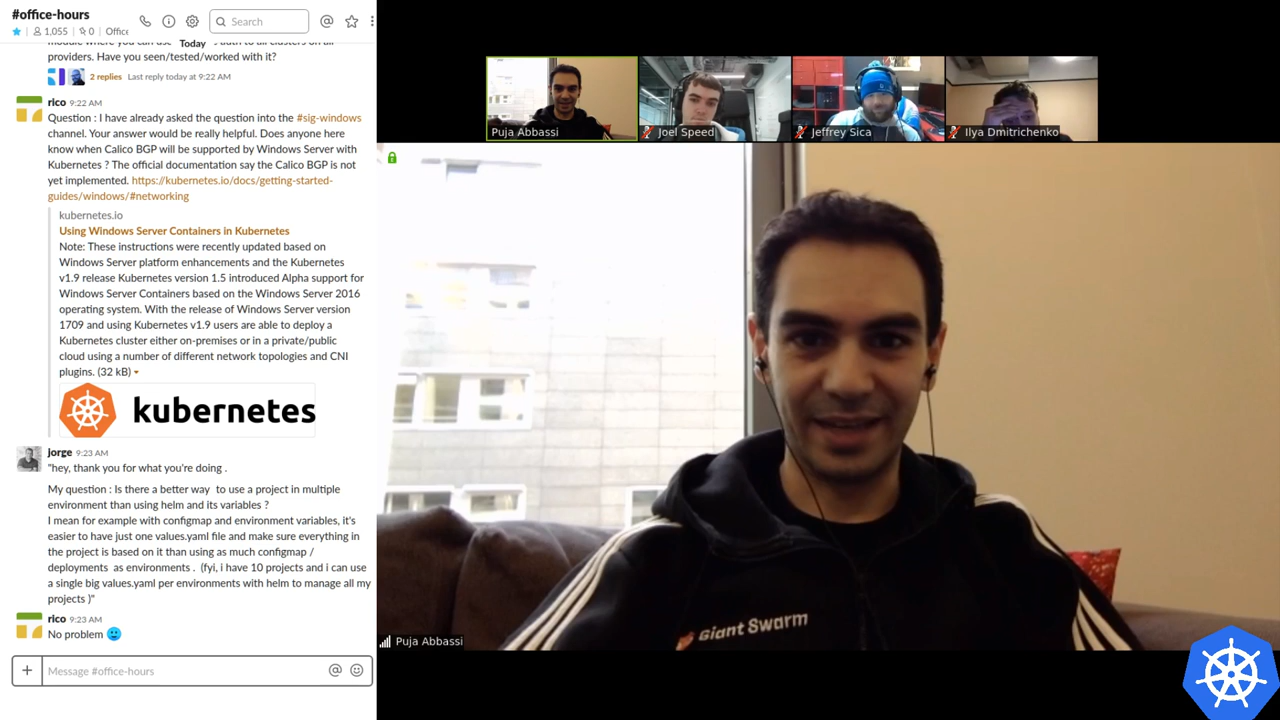 #office-hours
1,055
0
Office
Search
Today
module where you can use
auth to all clusters on all
providers. Have you seen/tested/worked with it?
2 replies Last reply today at 9:22 AM
rico 9:22 AM
Question : I have already asked the question into the #sig-windows
channel. Your answer would be really helpful. Does anyone here
know when Calico BGP will be supported by Windows Server with
Kubernetes ? The official documentation say the Calico BGP is not
yet implemented. https://kubernetes.io/docs/getting-started-
guides/windows/#networking
kubernetes.io
Using Windows Server Containers in Kubernetes
Note: These instructions were recently updated based on
Windows Server platform enhancements and the Kubernetes
v1.9 release Kubernetes version 1.5 introduced Alpha support for
Windows Server Containers based on the Windows Server 2016
operating system. With the release of Windows Server version
1709 and using Kubernetes v1.9 users are able to deploy a
Kubernetes cluster either on-premises or in a private/public
cloud using a number of different network topologies and CNI
plugins. (32 kB)
kubernetes
jorge 9:23 AM
"hey, thank you for what you're doing .
My question : Is there a better way to use a project in multiple
environment than using helm and its variables ?
I mean for example with configmap and environment variables, it's
easier to have just one values.yaml file and make sure everything in
the project is based on it than using as much configmap /
deployments as environments . (fyi, i have 10 projects and i can use
a single big values.yaml per environments with helm to manage all my
projects )"
rico 9:23 AM
No problem
Message #office-hours
Puja Abbassi
Joel Speed
Jeffrey Sica
Ilya Dmitrichenko
Giant Swarm
Puja Abbassi